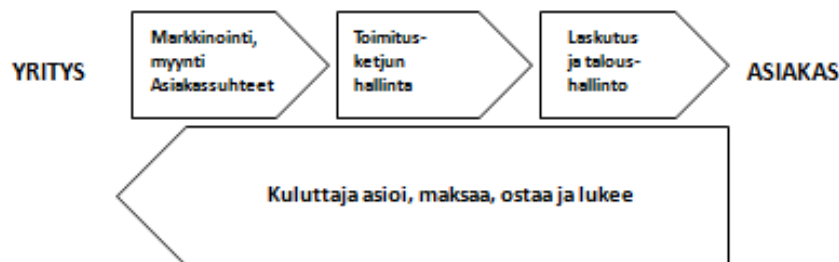 YRITYS
Markkinointi,
myynti
Asiakassuhteet
Toimitus-
ketjun
hallinta
Laskutus
ja talous-
hallinto
ASIAKAS
Kuluttaja asioi, maksaa, ostaa ja lukee